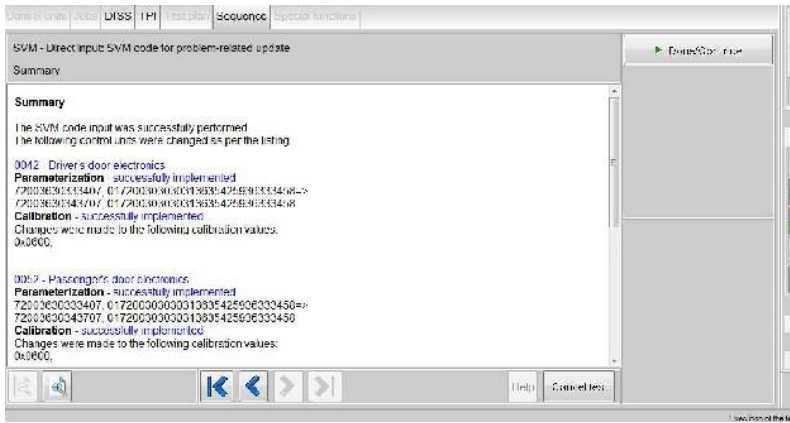 Control units Jobs DISS TPI Test plan Sequence Special functions
SVM - Direct Input: SVM code for problem-related update
Done/Continue
Summary
Summary
The SVM code input was successfully performed
The following control units were changed as per the listing
0042 Driver's door electronics
Parameterization - successfully implemented
Calibration - successfully implemented
Changes were made to the following calibration values:
0x0600,
0052 - Passenger's door electronics
Parameterization - successfully implemented
Calibration - successfully implemented
Changes were made to the following calibration values:
0x0600,
Help
Cancel test